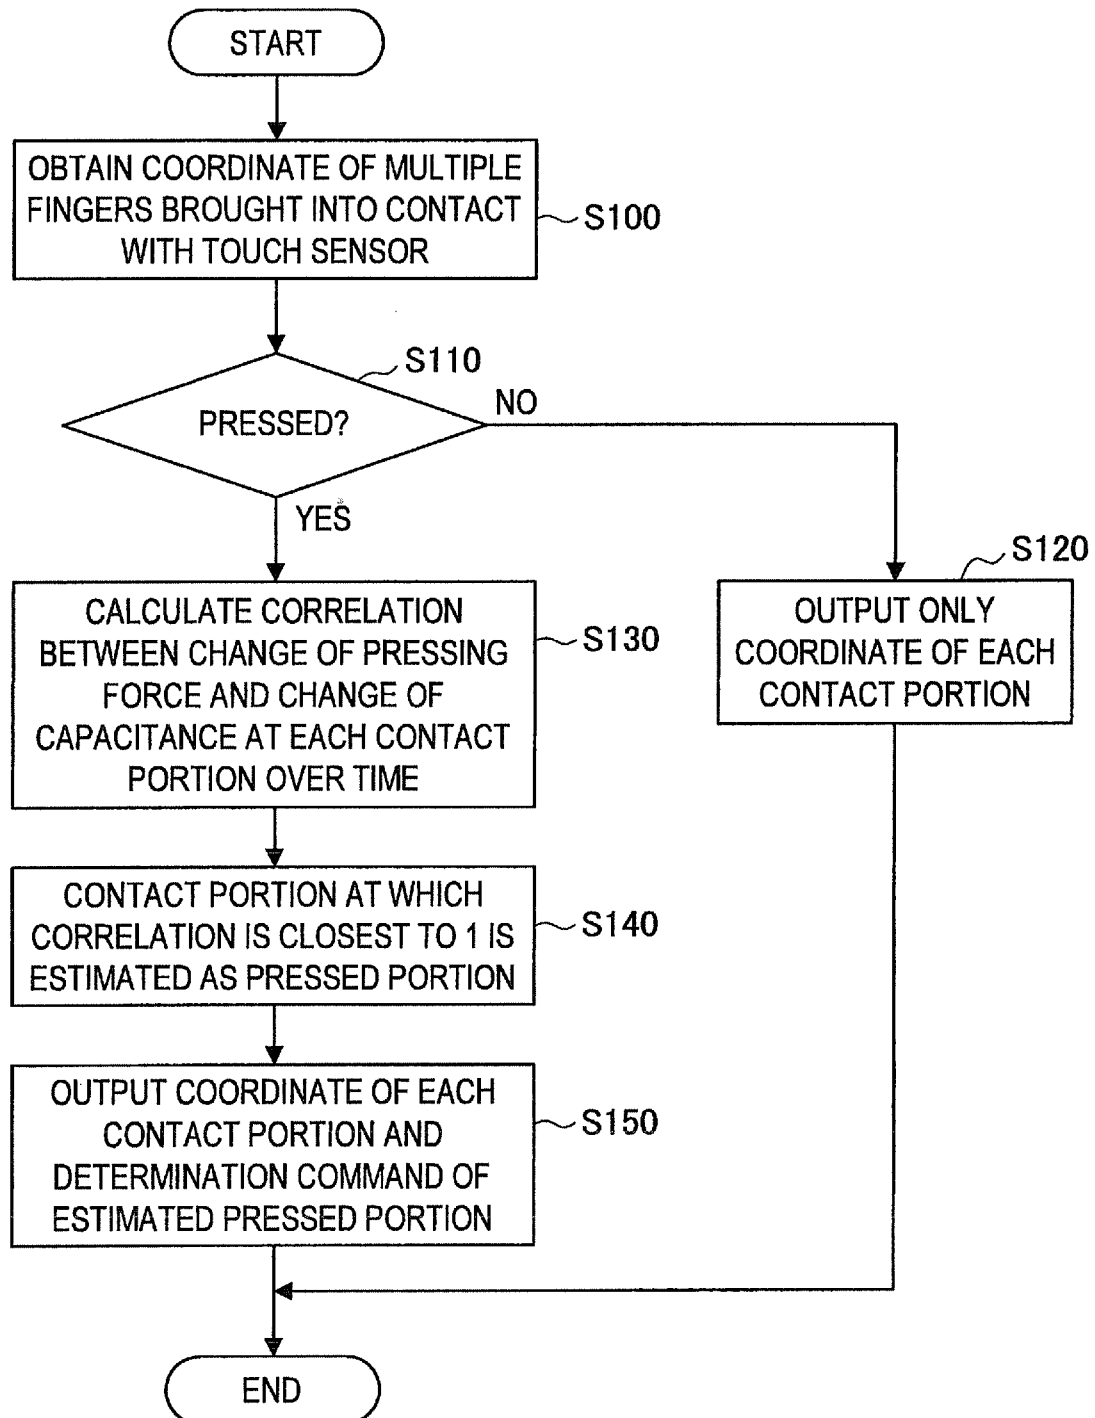 START
OBTAIN COORDINATE OF MULTIPLE
FINGERS BROUGHT INTO CONTACT
WITH TOUCH SENSOR
S100
S110
PRESSED?
NO
YES
S120
OUTPUT ONLY
COORDINATE OF EACH
CONTACT PORTION
CALCULATE CORRELATION
BETWEEN CHANGE OF PRESSING
FORCE AND CHANGE OF
CAPACITANCE AT EACH CONTACT
PORTION OVER TIME
S130
CONTACT PORTION AT WHICH
CORRELATION IS CLOSEST TO 1 IS
ESTIMATED AS PRESSED PORTION
S140
OUTPUT COORDINATE OF EACH
CONTACT PORTION AND
DETERMINATION COMMAND OF
ESTIMATED PRESSED PORTION
S150
END